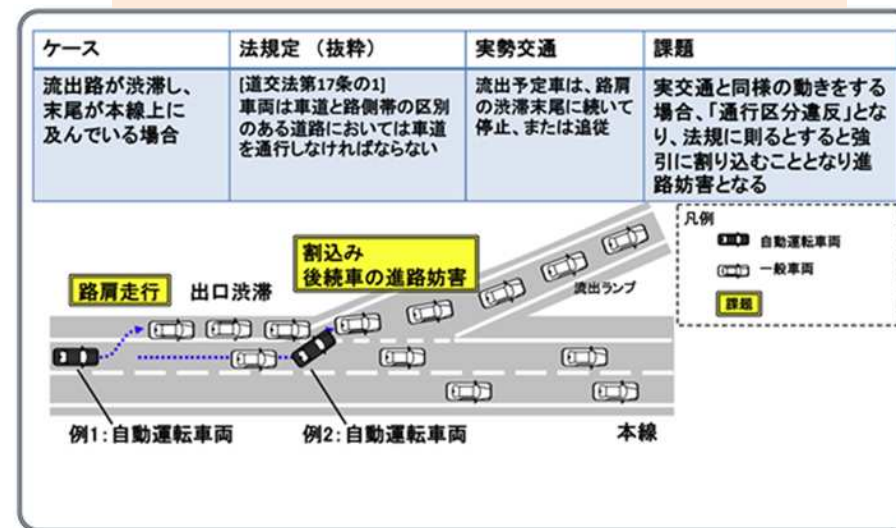 ケース
法規定 （抜粋）
実勢交通
課題
流出路が渋滞し、
末尾が本線上に
及んでいる場合
[道交法第17条の1]
車両は車道と路側帯の区別
のある道路においては車道
を通行しなければならない
流出予定車は、路肩
の渋滞末尾に続いて
停止、または追従
実交通と同様の動きをする
場合、「通行区分違反」とな
り、法規に則るとすると強
引に割り込むこととなり進
路妨害となる
凡例
自動運転車両
一般車両
課題
割込み
後続車の進路妨害
路肩走行
出口渋滞
流出ランプ
例1：自動運転車両
例2：自動運転車両
本線